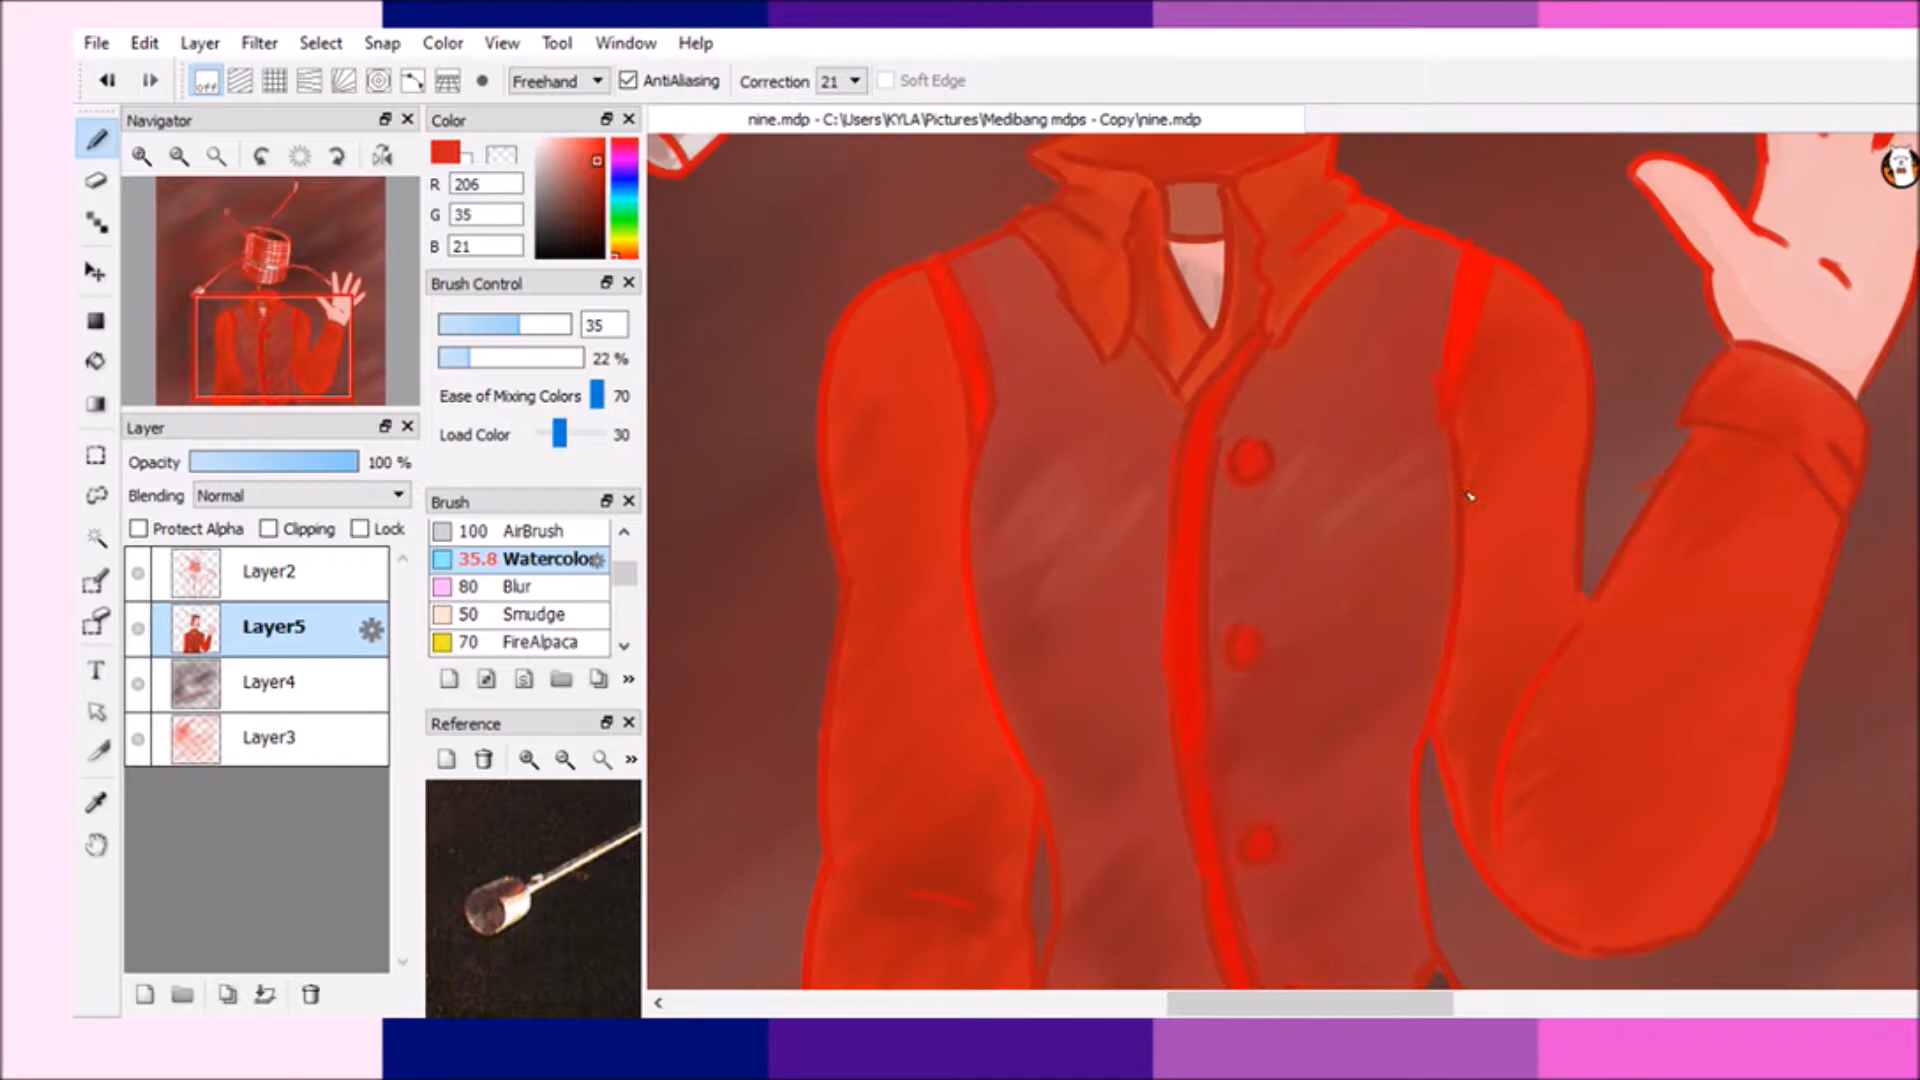 File Edit Layer Filter Select Snap Color View Tool Window Help
OFF Freehand AntiAliasing Correction 21 Soft Edge
Navigator
Color
nine.mdp - C:\Users\KYLA\Pictures\Medibang mdps - Copy\nine.mdp
R 206
G 35
B 21
Brush Control
35
22 %
Ease of Mixing Colors 70
Load Color 30
Layer
Opacity 100 %
Blending Normal
Protect Alpha Clipping Lock
Layer2
Layer5
Layer4
Layer3
Brush
100 AirBrush
35.8 Watercolo
80 Blur
50 Smudge
70 FireAlpaca
Reference
T